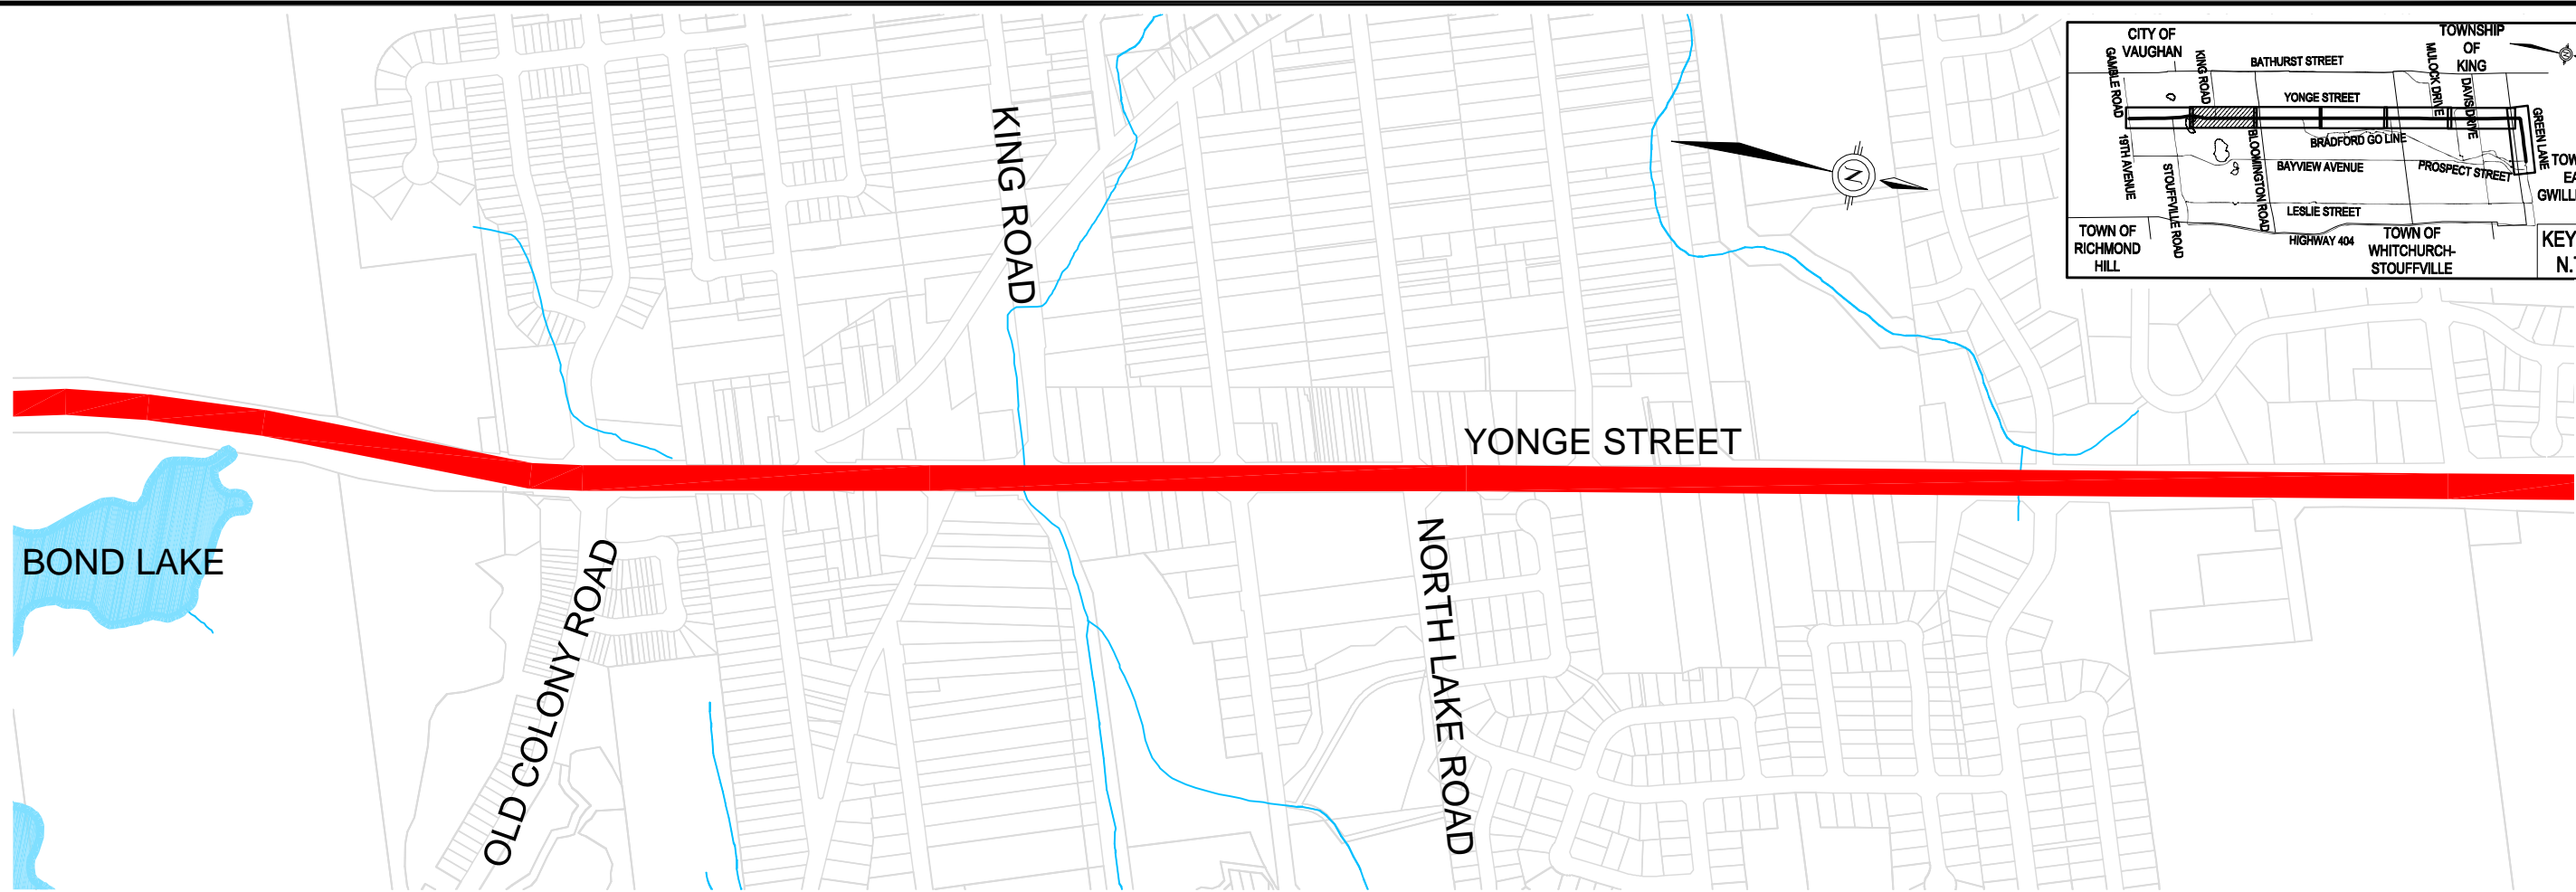 CITY OF
VAUGHAN
TOWNSHIP
OF
KING
GAMBLE ROAD
KING ROAD
BATHURST STREET
MULOCK DRIVE
DAVIS DRIVE
YONGE STREET
GREEN LANE
BRADFORD GO LINE
19TH AVENUE
STOUFFVILLE ROAD
BLOOMINGTON ROAD
BAYVIEW AVENUE
PROSPECT STREET
LESLIE STREET
HIGHWAY 404
TOWN OF
RICHMOND
HILL
TOWN OF
WHITCHURCH-
STOUFFVILLE
KEY
KING ROAD
N
YONGE STREET
BOND LAKE
OLD COLONY ROAD
NORTH LAKE ROAD